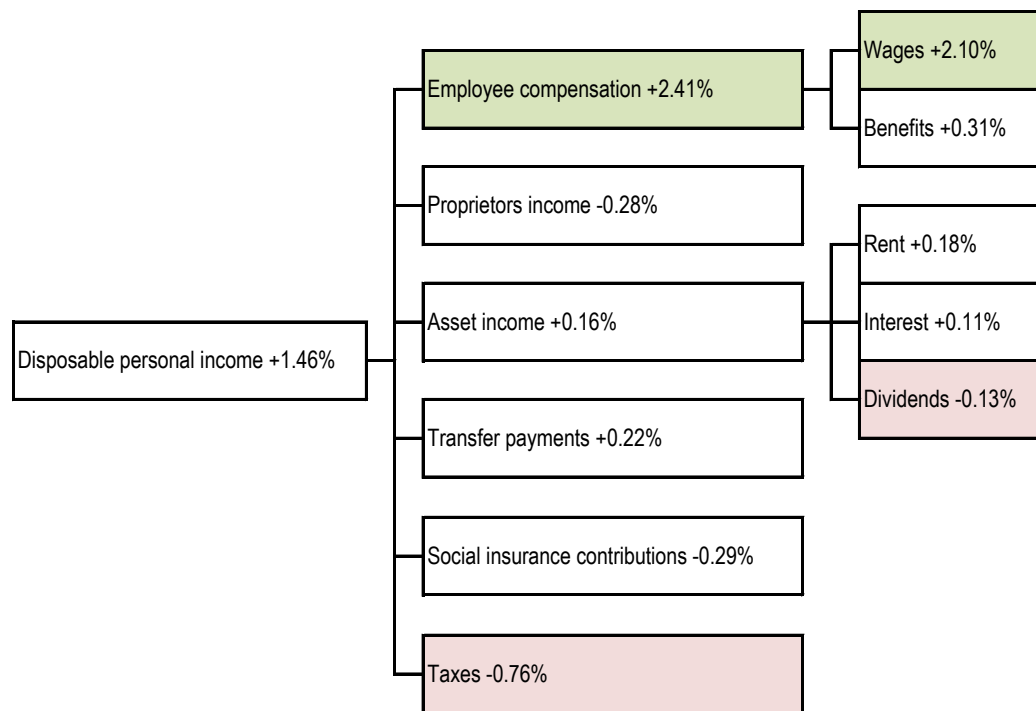 Disposable personal income +1.46%
Employee compensation +2.41%
Wages +2.10%
Benefits +0.31%
Proprietors income -0.28%
Asset income +0.16%
Rent +0.18%
Interest +0.11%
Dividends -0.13%
Transfer payments +0.22%
Social insurance contributions -0.29%
Taxes -0.76%